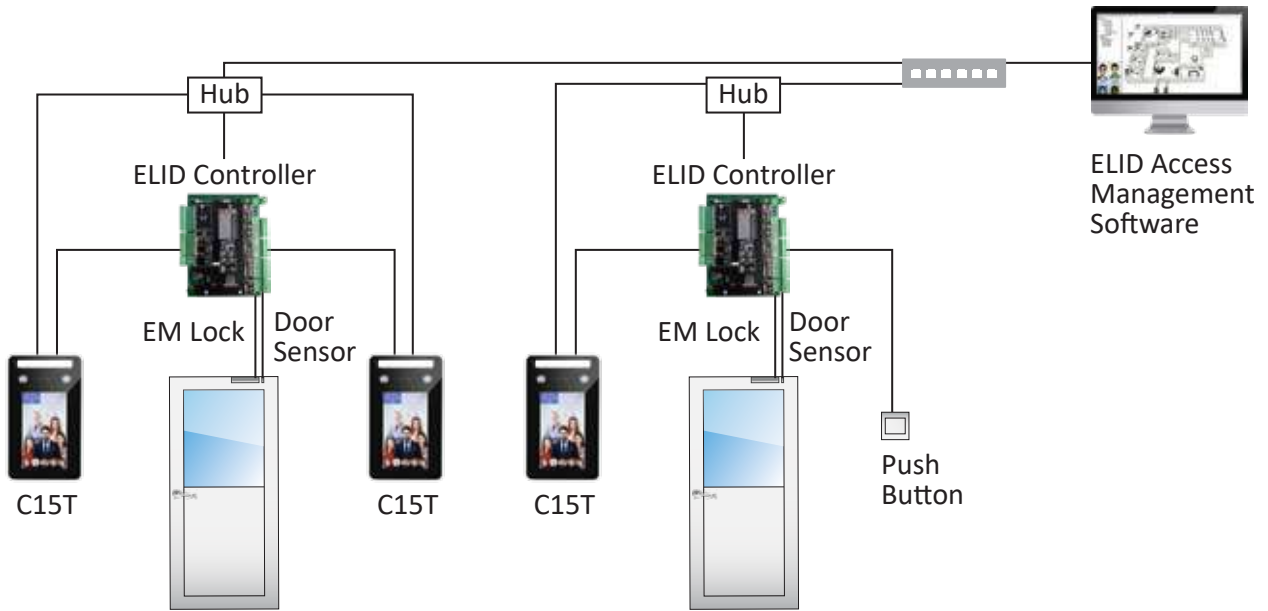 Hub
Hub
ELID Controller
ELID Controller
ELID Access
Management
Software
EM Lock
Door
Sensor
EM Lock
Door
Sensor
C15T
C15T
C15T
Push
Button